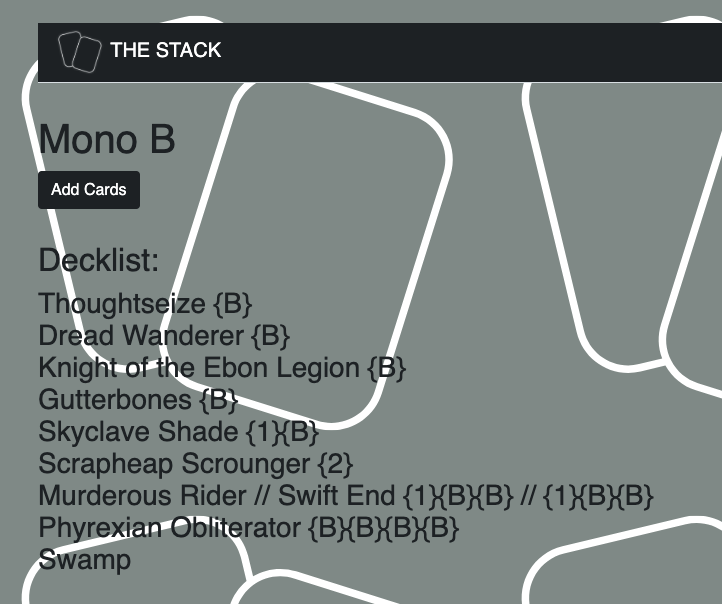 THE STACK
Mono B
Add Cards
Decklist:
Thoughtseize {B}
Dread Wanderer {B}
Knight of the Ebon Legion {B}
Gutterbones {B}
Skyclave Shade {1}{B}
Scrapheap Scrounger {2}
Murderous Rider // Swift End {1}{B}{B} // {1}{B}{B}
Phyrexian Obliterator {B}{B}{B}{B}
Swamp